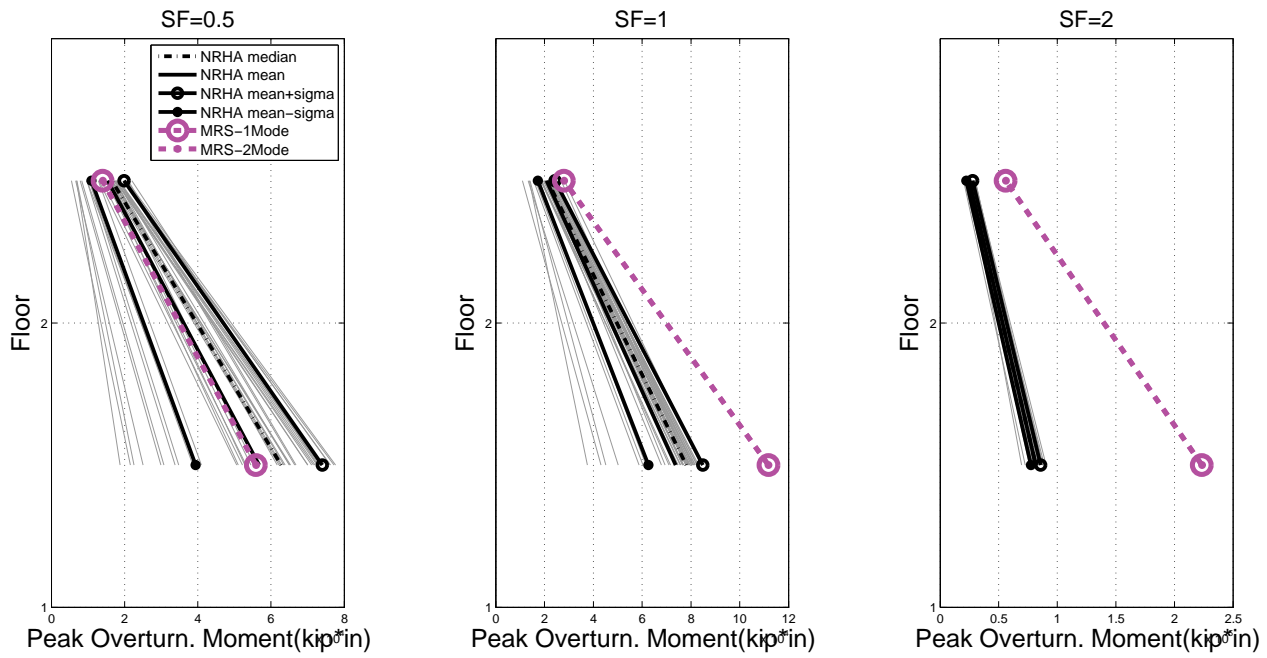 SF=0.5
SF=1
SF=2
NRHA median
NRHA mean
NRHA mean+sigma
NRHA mean−sigma
MRS−1Mode
MRS−2Mode
Floor
Floor
Floor
2
2
2
1
1
1
0 2 4 6 8
0 2 4 6 8 10 12
0 0.5 1 1.5 2 2.5
Peak Overturn. Moment(kip*in)
Peak Overturn. Moment(kip*in)
Peak Overturn. Moment(kip*in)